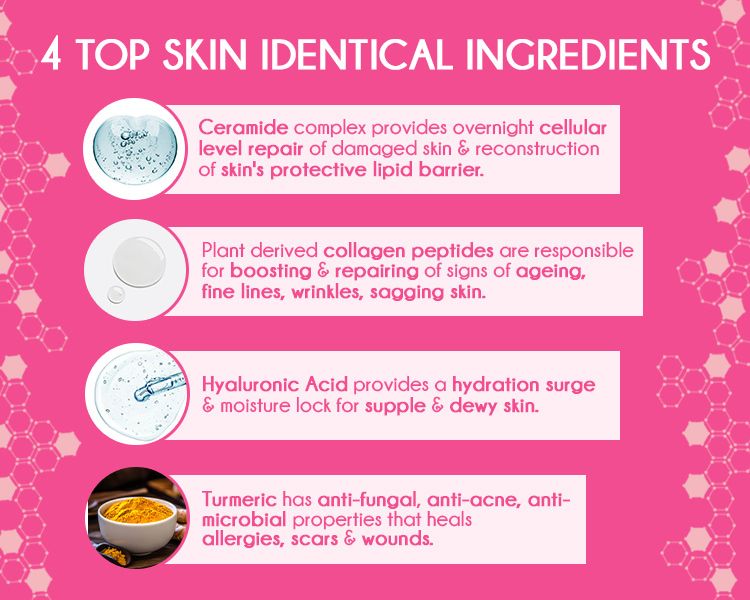 4 TOP SKIN IDENTICAL INGREDIENTS
Ceramide complex provides overnight cellular
level repair of damaged skin & reconstruction
of skin's protective lipid barrier.
Plant derived collagen peptides are responsible
for boosting & repairing of signs of ageing,
fine lines, wrinkles, sagging skin.
Hyaluronic Acid provides a hydration surge
& moisture lock for supple & dewy skin.
Turmeric has anti-fungal, anti-acne, anti-
microbial properties that heals
allergies, scars & wounds.